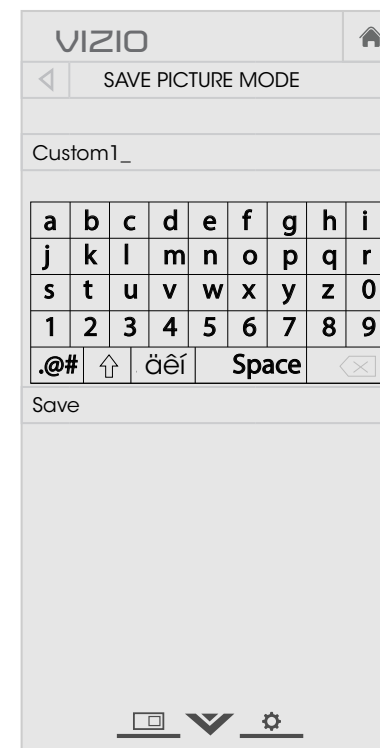 VIZIO
SAVE PICTURE MODE
Custom1_
a b c d e f g h i
j k l m n o p q r
s t u v w x y z 0
1 2 3 4 5 6 7 8 9
.@# äêí Space
Save